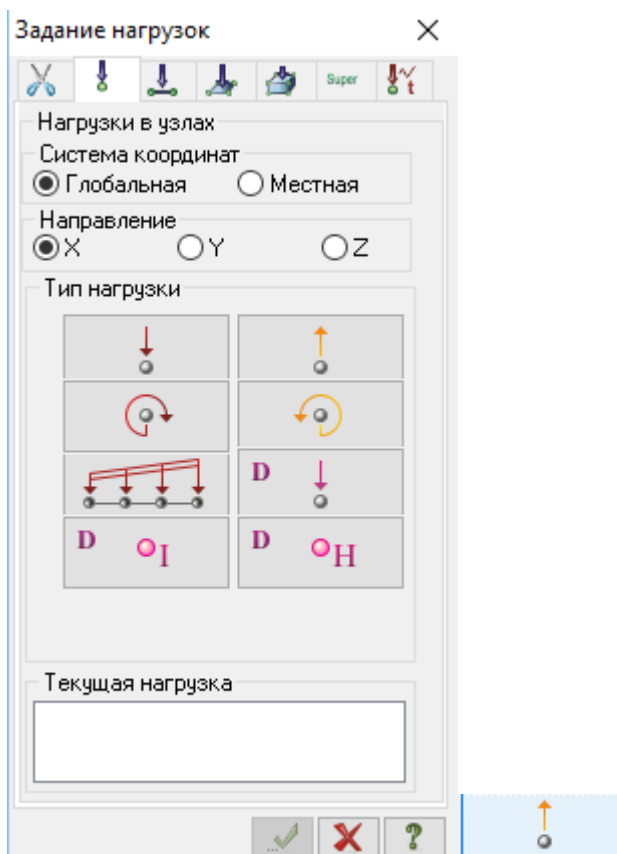 Задание нагрузок
Super
t
Нагрузки в узлах
Система координат
Глобальная Местная
Направление
X Y Z
Тип нагрузки
D
D I D H
Текущая нагрузка
... ?